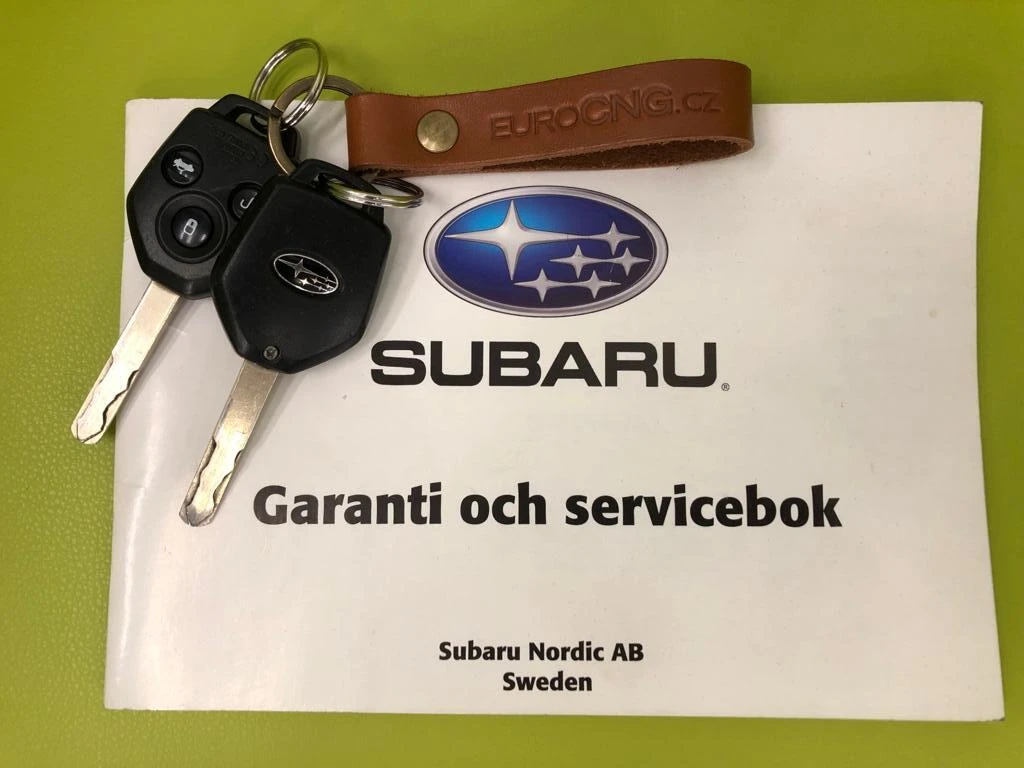 EUROCNG.CZ
SUBARU®
Garanti och servicebok
Subaru Nordic AB
Sweden